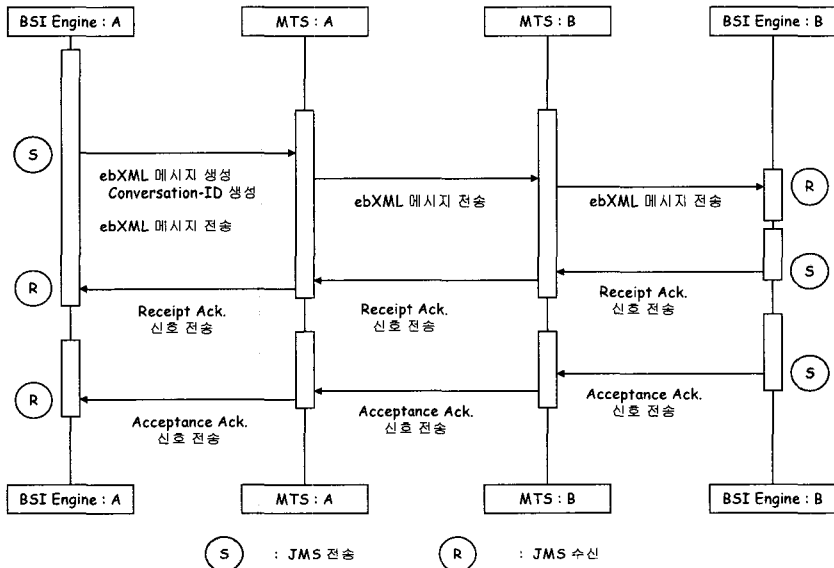 BSI Engine : A
MTS : A
MTS : B
BSI Engine : B
S
ebXML 메시지 생성
Conversation-ID 생성
ebXML 메시지 전송
ebXML 메시지 전송
ebXML 메시지 전송
R
R
Receipt Ack.
신호 전송
Receipt Ack.
신호 전송
Receipt Ack.
신호 전송
S
R
Acceptance Ack.
신호 전송
Acceptance Ack.
신호 전송
Acceptance Ack.
신호 전송
S
BSI Engine : A
MTS : A
MTS : B
BSI Engine : B
S : JMS 전송
R : JMS 수신